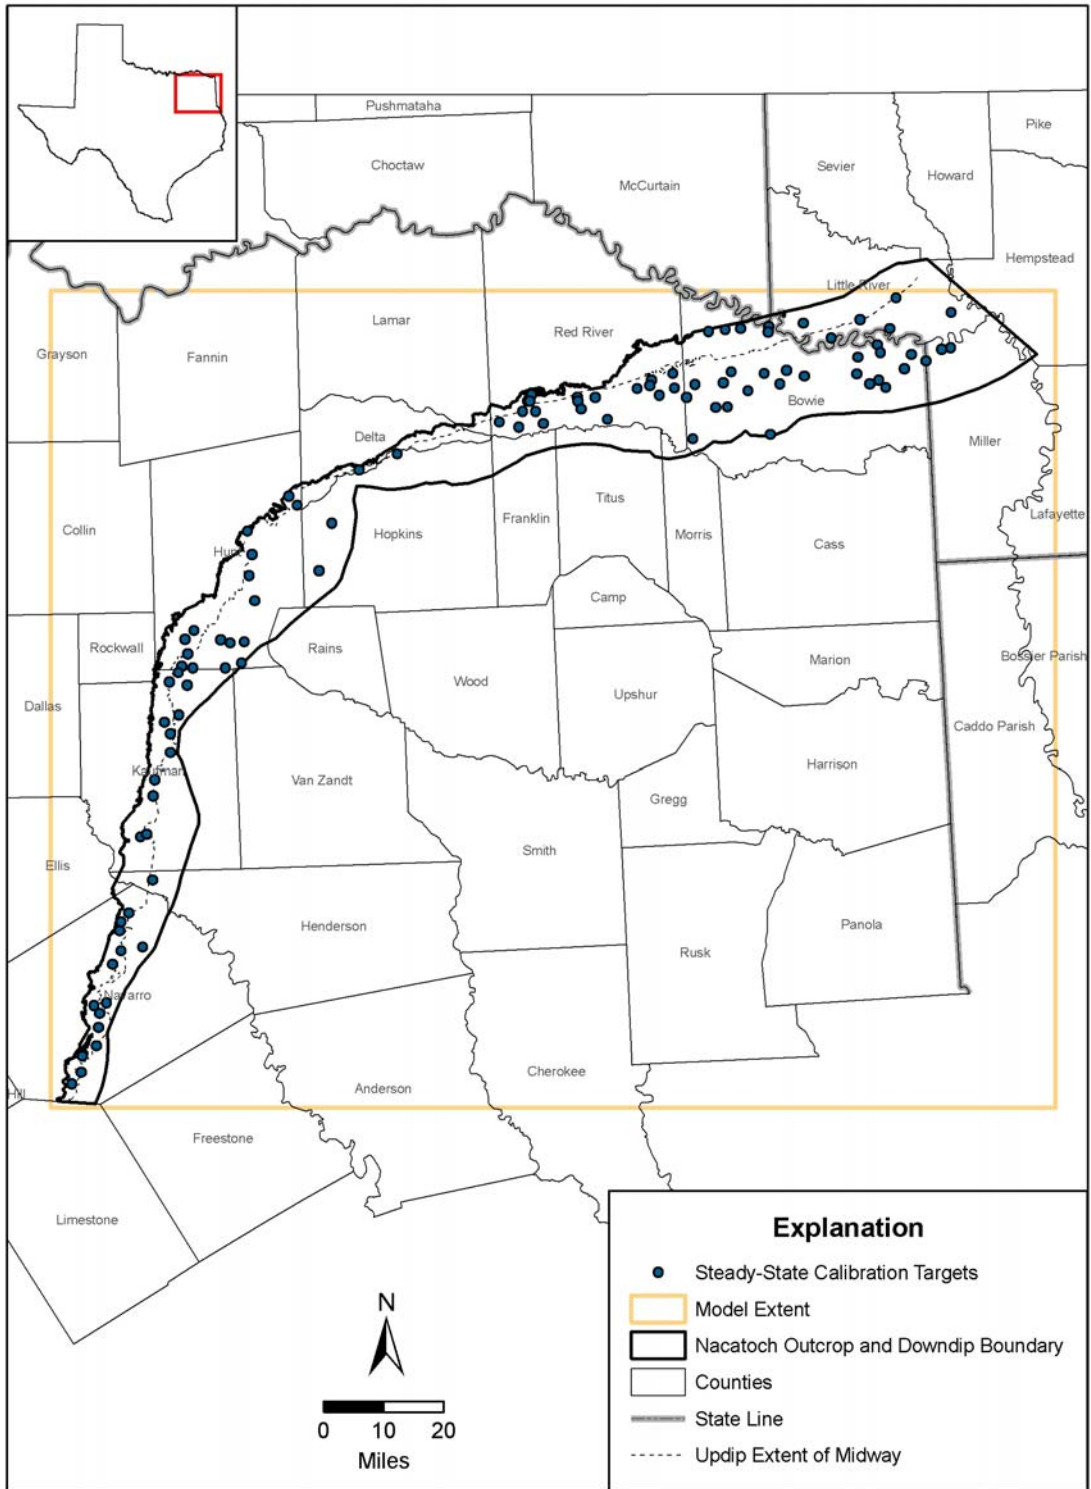 Pushmataha
Choctaw
McCurtain
Sevier
Howard
Pike
Hempstead
Little River
Lamar
Red River
Grayson
Fannin
Bowie
Delta
Miller
Titus
Collin
Hopkins
Franklin
Morris
Cass
Lafayette
Hunt
Camp
Rockwall
Rains
Marion
Bossier Parish
Wood
Upshur
Dallas
Caddo Parish
Kaufman
Van Zandt
Harrison
Gregg
Smith
Ellis
Henderson
Panola
Rusk
Navarro
Cherokee
Anderson
Hill
Freestone
Limestone
N
0 10 20
Miles
Explanation
Steady-State Calibration Targets
Model Extent
Nacatoch Outcrop and Downdip Boundary
Counties
State Line
Updip Extent of Midway